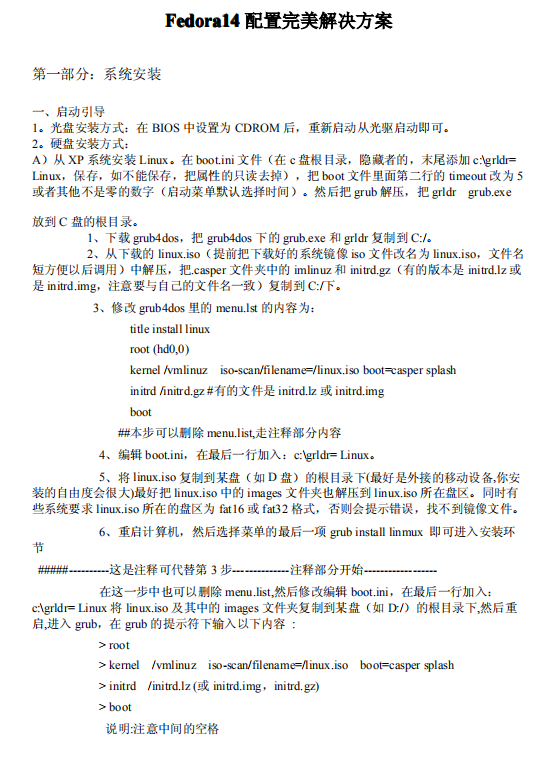 Fedora14 配置完美解决方案
第一部分：系统安装
一、启动引导
1。光盘安装方式：在 BIOS 中设置为 CDROM 后，重新启动从光驱启动即可。
2。硬盘安装方式：
A）从 XP 系统安装 Linux。在 boot.ini 文件（在 c 盘根目录，隐藏者的，末尾添加 c:\grldr=
Linux，保存，如不能保存，把属性的只读去掉），把 boot 文件里面第二行的 timeout 改为 5
或者其他不是零的数字（启动菜单默认选择时间）。然后把 grub 解压，把 grldr grub.exe
放到 C 盘的根目录。
1、下载 grub4dos，把 grub4dos 下的 grub.exe 和 grldr 复制到 C:/。
2、从下载的 linux.iso（提前把下载好的系统镜像 iso 文件改名为 linux.iso，文件名
短方便以后调用）中解压，把.casper 文件夹中的 imlinuz 和 initrd.gz（有的版本是 initrd.lz 或
是 initrd.img，注意要与自己的文件名一致）复制到 C:/下。
3、修改 grub4dos 里的 menu.lst 的内容为：
title install linux
root (hd0,0)
kernel /vmlinuz iso-scan/filename=/linux.iso boot=casper splash
initrd /initrd.gz #有的文件是 initrd.lz 或 initrd.img
boot
##本步可以删除 menu.list,走注释部分内容
4、编辑 boot.ini，在最后一行加入：c:\grldr= Linux。
5、将 linux.iso 复制到某盘（如 D 盘）的根目录下(最好是外接的移动设备,你安
装的自由度会很大)最好把 linux.iso 中的 images 文件夹也解压到 linux.iso 所在盘区。同时有
些系统要求 linux.iso 所在的盘区为 fat16 或 fat32 格式，否则会提示错误，找不到镜像文件。
6、重启计算机，然后选择菜单的最后一项 grub install linmux 即可进入安装环
节
#####----------这是注释可代替第 3 步--------------注释部分开始------------------
在这一步中也可以删除 menu.list,然后修改编辑 boot.ini，在最后一行加入：
c:\grldr= Linux 将 linux.iso 及其中的 images 文件夹复制到某盘（如 D:/）的根目录下,然后重
启,进入 grub，在 grub 的提示符下输入以下内容 ：
> root
> kernel /vmlinuz iso-scan/filename=/linux.iso boot=casper splash
> initrd /initrd.lz (或 initrd.img，initrd.gz)
> boot
说明:注意中间的空格